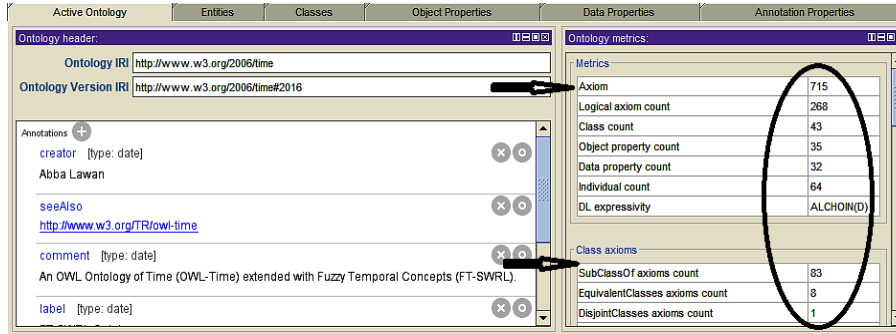 Active Ontology Entities Classes Object Properties Data Properties Annotation Properties
Ontology header:
Ontology IRI http://www.w3.org/2006/time
Ontology Version IRI http://www.w3.org/2006/time#2016
Annotations
creator [type: date]
Abba Lawan
seeAlso
http://www.w3.org/TR/owl-time
comment [type: date]
An OWL Ontology of Time (OWL-Time) extended with Fuzzy Temporal Concepts (FT-SWRL).
label [type: date]
Ontology metrics:
Metrics
Axiom 715
Logical axiom count 268
Class count 43
Object property count 35
Data property count 32
Individual count 64
DL expressivity ALCHOIN(D)
Class axioms
SubClassOf axioms count 83
EquivalentClasses axioms count 8
DisjointClasses axioms count 1